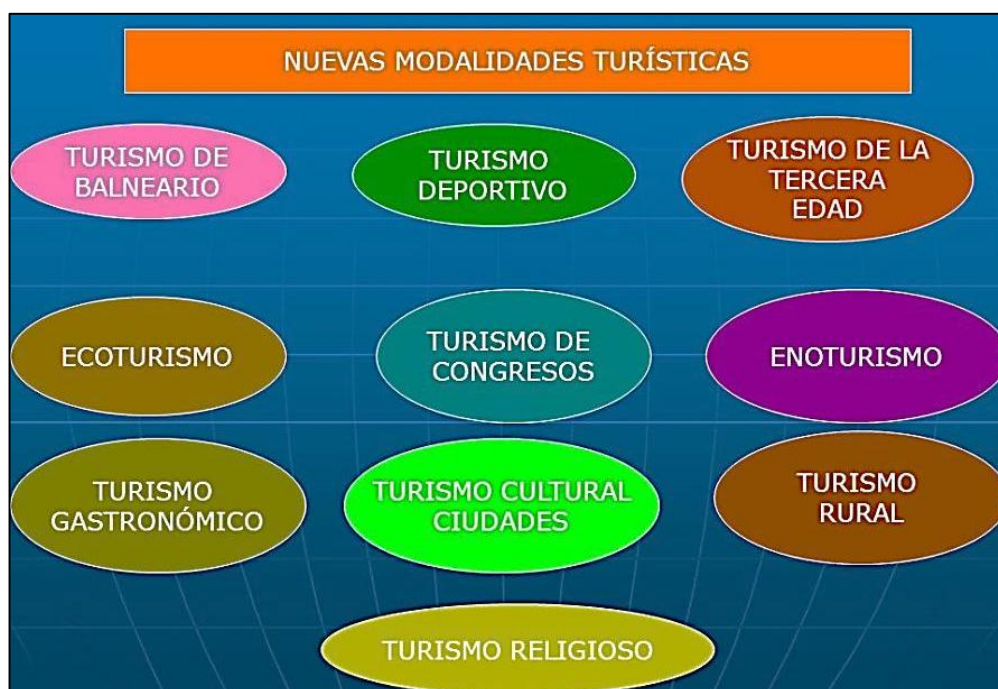 NUEVAS MODALIDADES TURÍSTICAS
TURISMO DE
BALNEARIO
TURISMO
DEPORTIVO
TURISMO DE LA
TERCERA
EDAD
ECOTURISMO
TURISMO DE
CONGRESOS
ENOTURISMO
TURISMO
GASTRONÓMICO
TURISMO CULTURAL
CIUDADES
TURISMO
RURAL
TURISMO RELIGIOSO